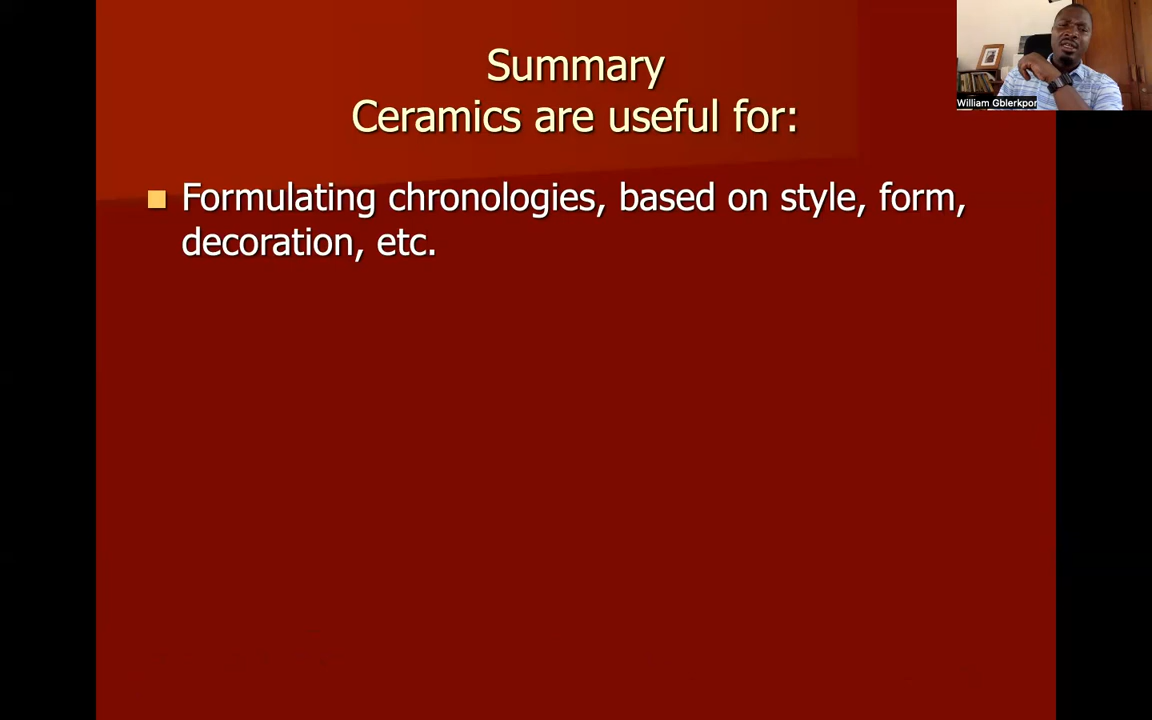 Summary
Ceramics are useful for:
William Gblerkpor
Formulating chronologies, based on style, form,
decoration, etc.